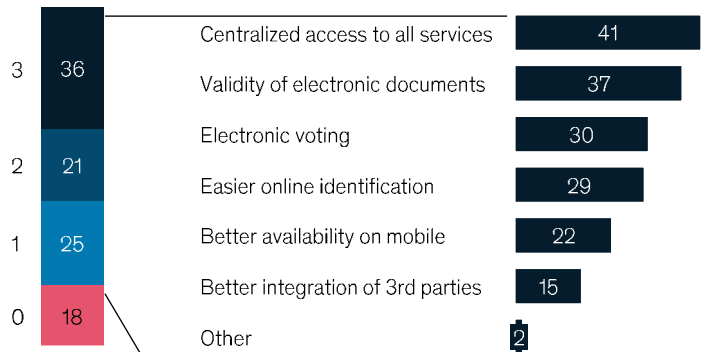 3 36
2 21
1 25
0 18
Centralized access to all services 41
Validity of electronic documents 37
Electronic voting 30
Easier online identification 29
Better availability on mobile 22
Better integration of 3rd parties 15
Other 2